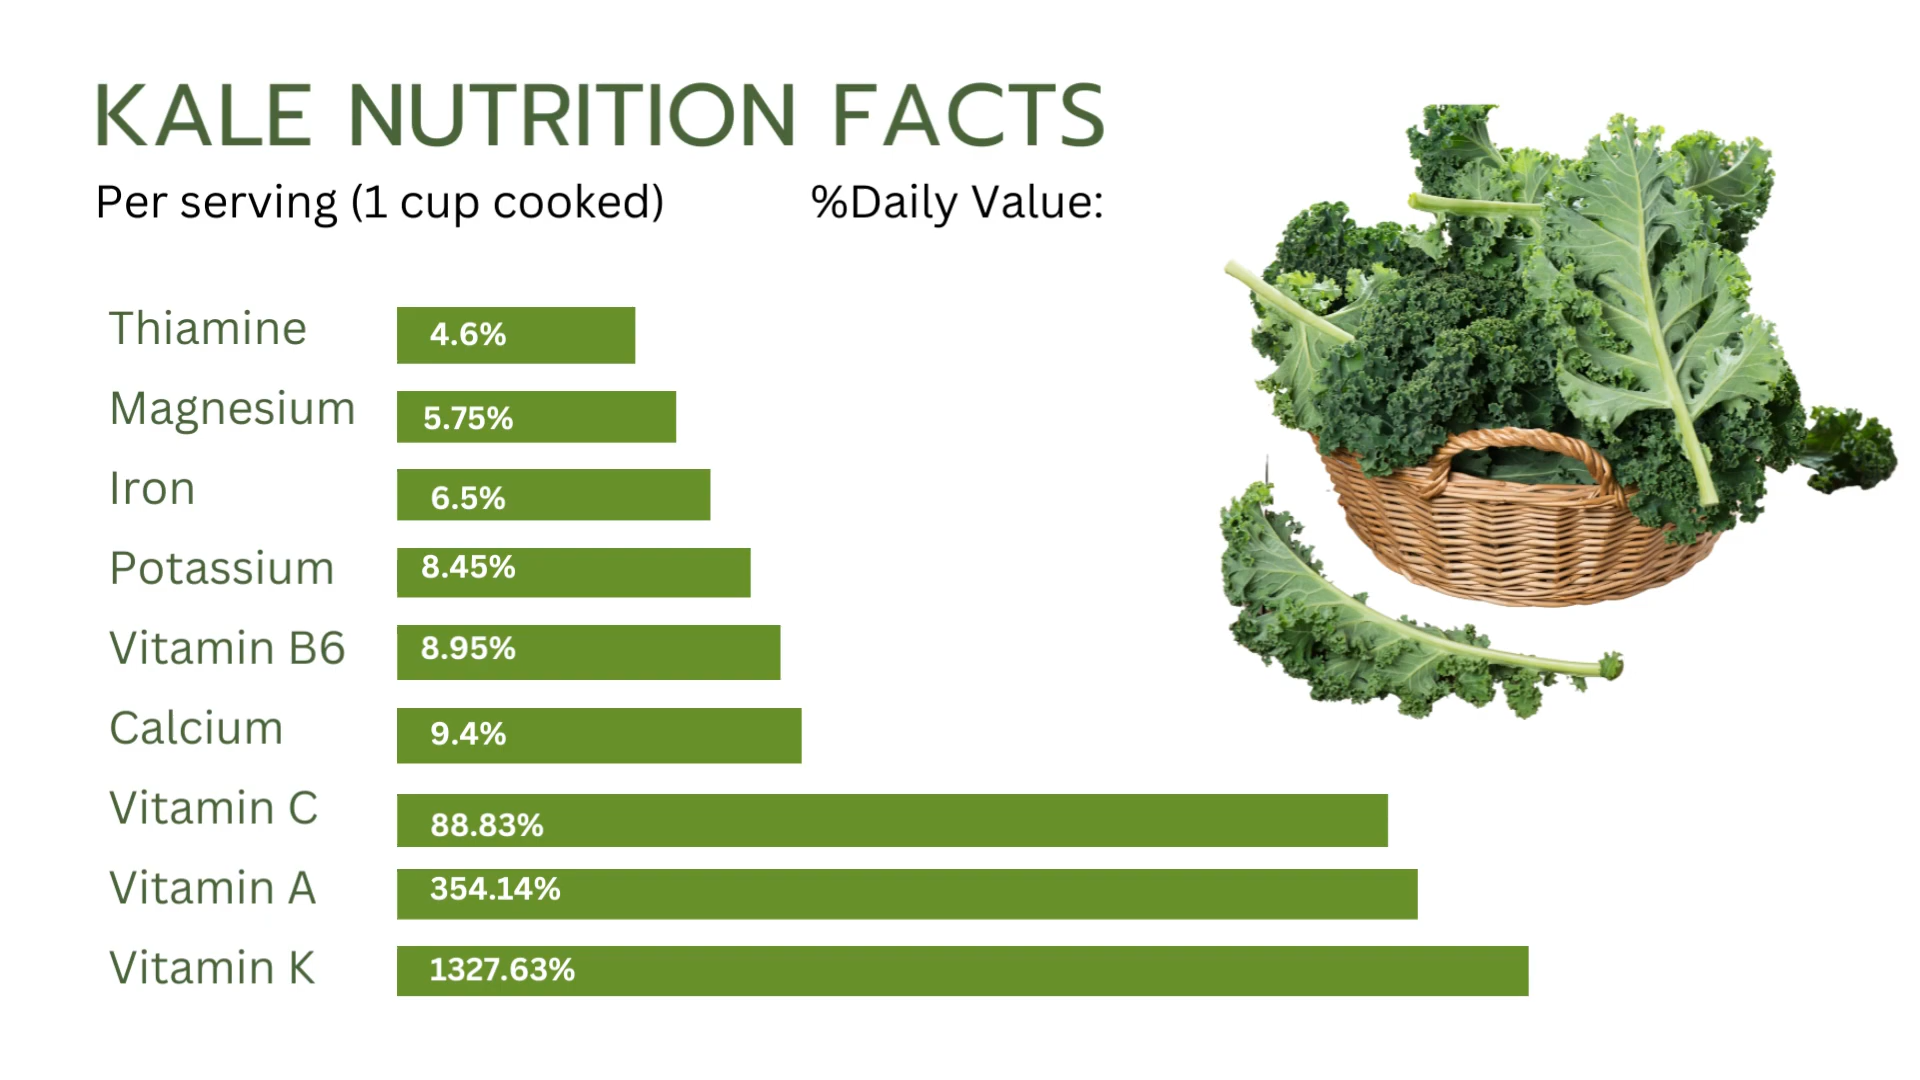 KALE NUTRITION FACTS
Per serving (1 cup cooked) %Daily Value:
Thiamine 4.6%
Magnesium 5.75%
Iron 6.5%
Potassium 8.45%
Vitamin B6 8.95%
Calcium 9.4%
Vitamin C 88.83%
Vitamin A 354.14%
Vitamin K 1327.63%